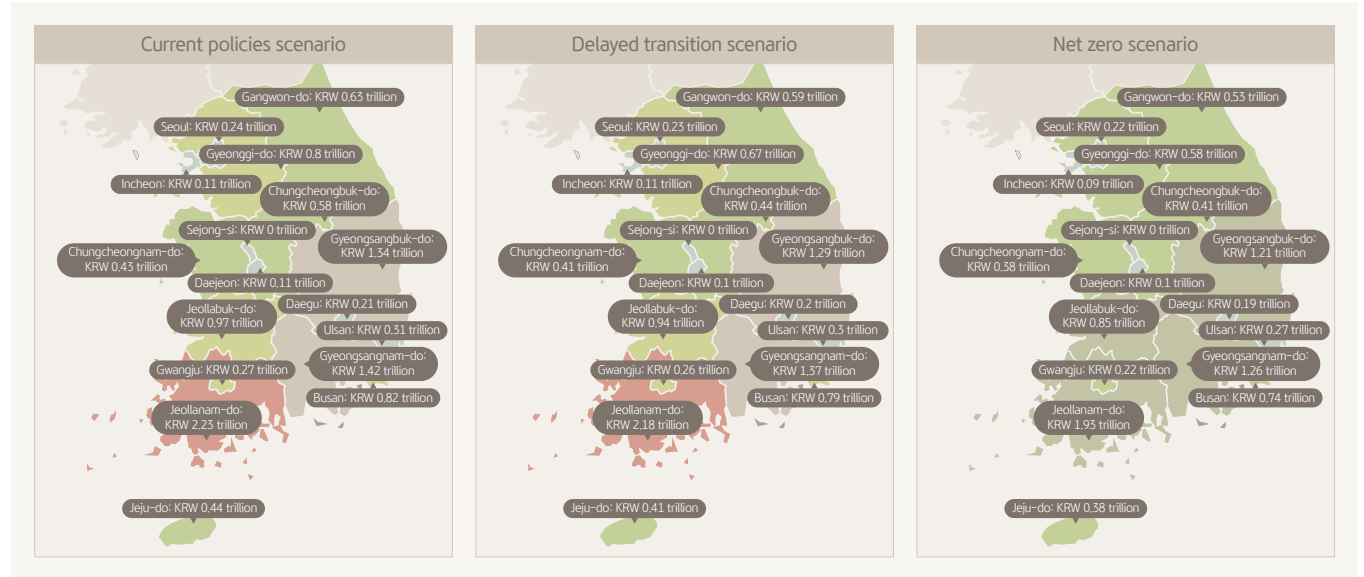 Current policies scenario
Gangwon-do: KRW 0.63 trillion
Seoul: KRW 0.24 trillion
Gyeonggi-do: KRW 0.8 trillion
Incheon: KRW 0.11 trillion
Chungcheongbuk-do:
KRW 0.58 trillion
Sejong-si: KRW 0 trillion
Gyeongsangbuk-do:
KRW 1.34 trillion
Chungcheongnam-do:
KRW 0.43 trillion
Daejeon: KRW 0.11 trillion
Daegu: KRW 0.21 trillion
Jeollabuk-do:
KRW 0.97 trillion
Ulsan: KRW 0.31 trillion
Gyeongsangnam-do:
KRW 1.42 trillion
Gwangju: KRW 0.27 trillion
Busan: KRW 0.82 trillion
Jeollanam-do:
KRW 2.23 trillion
Jeju-do: KRW 0.44 trillion
Delayed transition scenario
Gangwon-do: KRW 0.59 trillion
Seoul: KRW 0.23 trillion
Gyeonggi-do: KRW 0.67 trillion
Incheon: KRW 0.11 trillion
Chungcheongbuk-do:
KRW 0.44 trillion
Sejong-si: KRW 0 trillion
Gyeongsangbuk-do:
KRW 1.29 trillion
Chungcheongnam-do:
KRW 0.41 trillion
Daejeon: KRW 0.1 trillion
Daegu: KRW 0.2 trillion
Jeollabuk-do:
KRW 0.94 trillion
Ulsan: KRW 0.3 trillion
Gyeongsangnam-do:
KRW 1.37 trillion
Gwangju: KRW 0.26 trillion
Busan: KRW 0.79 trillion
Jeollanam-do:
KRW 2.18 trillion
Jeju-do: KRW 0.41 trillion
Net zero scenario
Gangwon-do: KRW 0.53 trillion
Seoul: KRW 0.22 trillion
Gyeonggi-do: KRW 0.58 trillion
Incheon: KRW 0.09 trillion
Chungcheongbuk-do:
KRW 0.41 trillion
Sejong-si: KRW 0 trillion
Gyeongsangbuk-do:
KRW 1.21 trillion
Chungcheongnam-do:
KRW 0.38 trillion
Daejeon: KRW 0.1 trillion
Daegu: KRW 0.19 trillion
Jeollabuk-do:
KRW 0.85 trillion
Ulsan: KRW 0.27 trillion
Gyeongsangnam-do:
KRW 1.26 trillion
Gwangju: KRW 0.22 trillion
Busan: KRW 0.74 trillion
Jeollanam-do:
KRW 1.93 trillion
Jeju-do: KRW 0.38 trillion